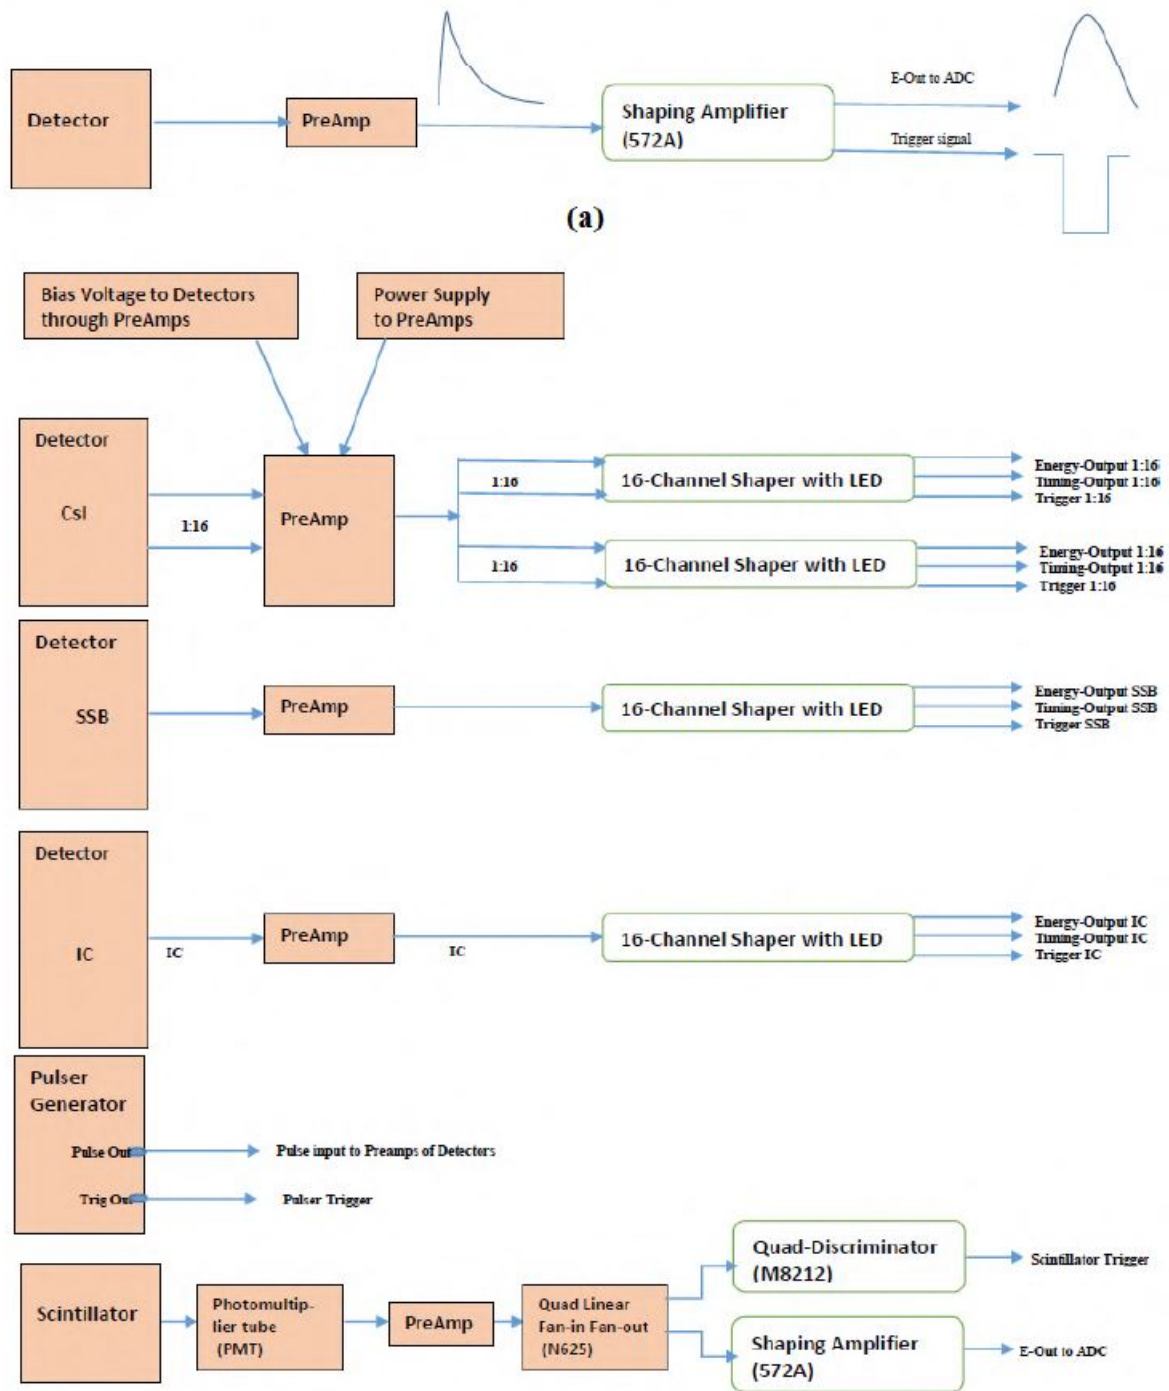 Detector
PreAmp
Shaping Amplifier
(572A)
E-Out to ADC
Trigger signal
(a)
Bias Voltage to Detectors
through PreAmps
Power Supply
to PreAmps
Detector
CsI
1:16
PreAmp
1:16
16-Channel Shaper with LED
Energy-Output 1:16
Timing-Output 1:16
Trigger 1:16
1:16
16-Channel Shaper with LED
Energy-Output 1:16
Timing-Output 1:16
Trigger 1:16
Detector
SSB
PreAmp
16-Channel Shaper with LED
Energy-Output SSB
Timing-Output SSB
Trigger SSB
Detector
IC
IC
PreAmp
IC
16-Channel Shaper with LED
Energy-Output IC
Timing-Output IC
Trigger IC
Pulser
Generator
Pulse Out
Pulse input to Preamps of Detectors
Trig Out
Pulser Trigger
Scintillator
Photomultip-
lier tube
(PMT)
PreAmp
Quad Linear
Fan-in Fan-out
(N625)
Quad-Discriminator
(M8212)
Scintillator Trigger
Shaping Amplifier
(572A)
E-Out to ADC